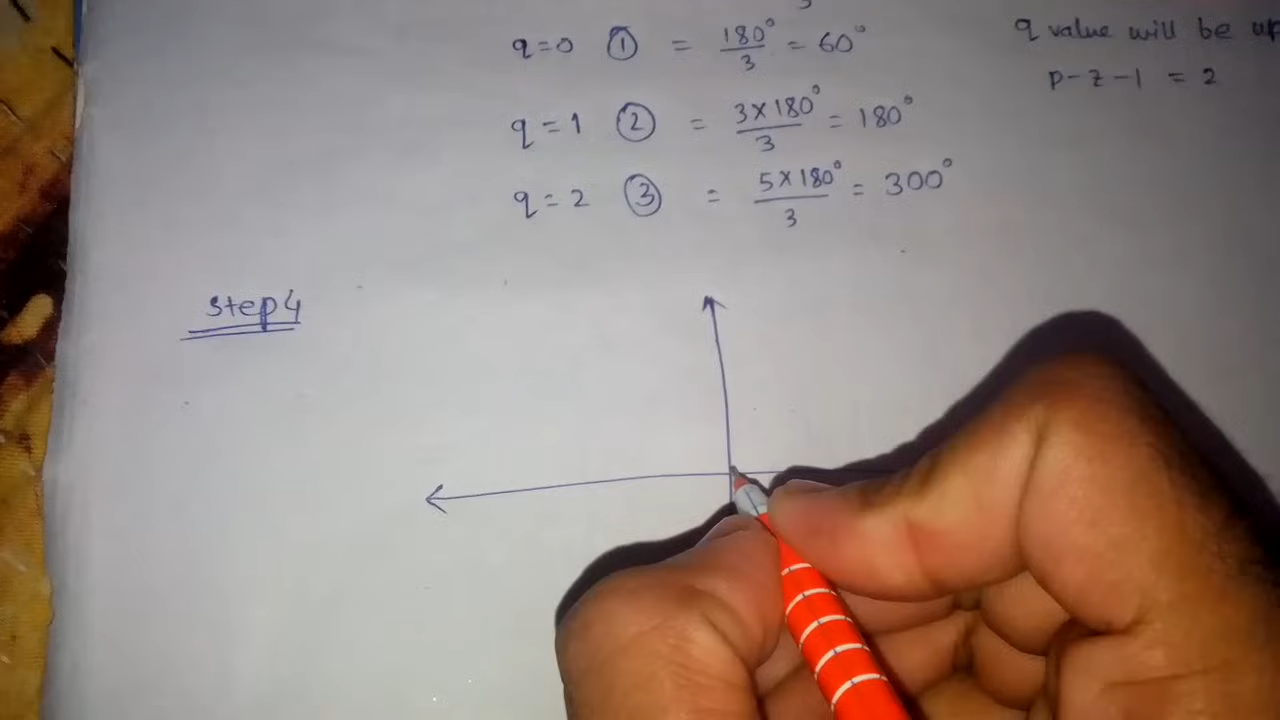 q=0 ① = 180°/3 = 60°
q value will be
p-z-1 = 2
q=1 ② = 3×180°/3 = 180°
q=2 ③ = 5×180°/3 = 300°
step4